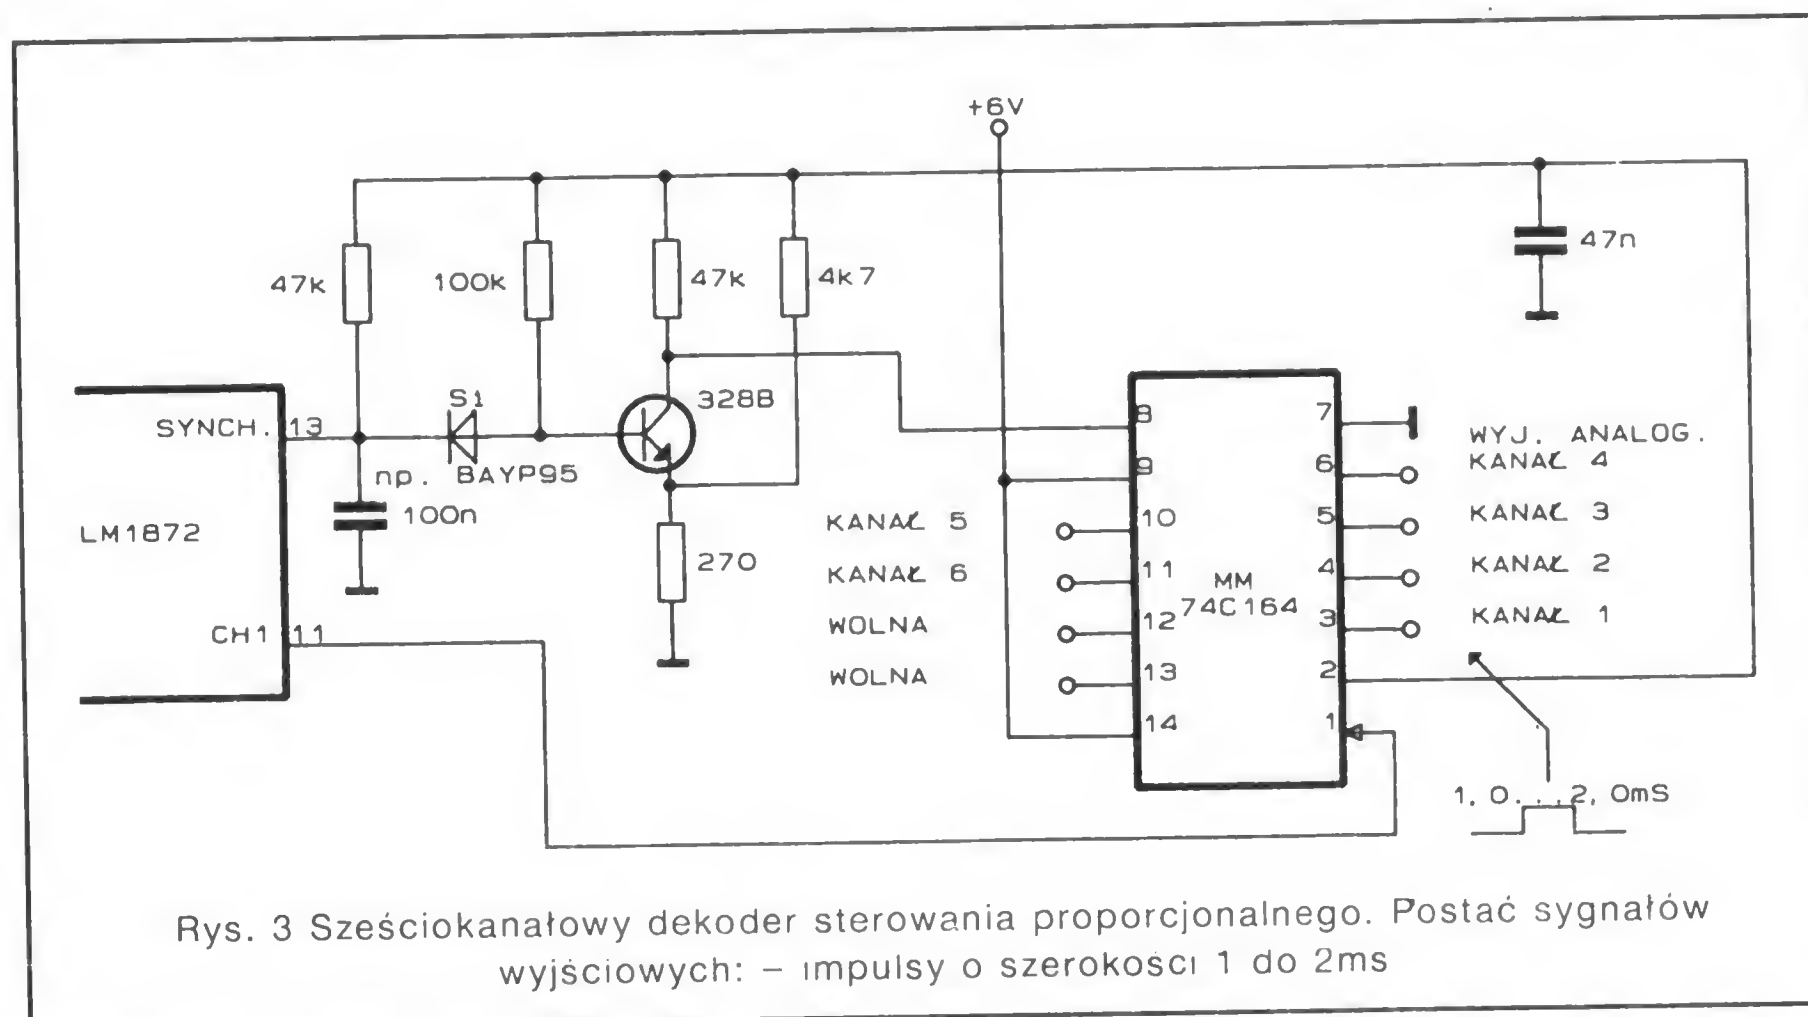 +6V
47k
100k
47k
4k7
47n
S1
328B
SYNCH. 13
np. BAYP95
100n
LM1872
270
CH1 11
8
9
10
11
12
13
14
7
6
5
4
3
2
1
MM
74C164
KANAŁ 5
KANAŁ 6
WOLNA
WOLNA
WYJ. ANALOG.
KANAŁ 4
KANAŁ 3
KANAŁ 2
KANAŁ 1
1,0...2,0mS
Rys. 3 Sześciokanałowy dekoder sterowania proporcjonalnego. Postać sygnałów
wyjściowych: – impulsy o szerokości 1 do 2ms